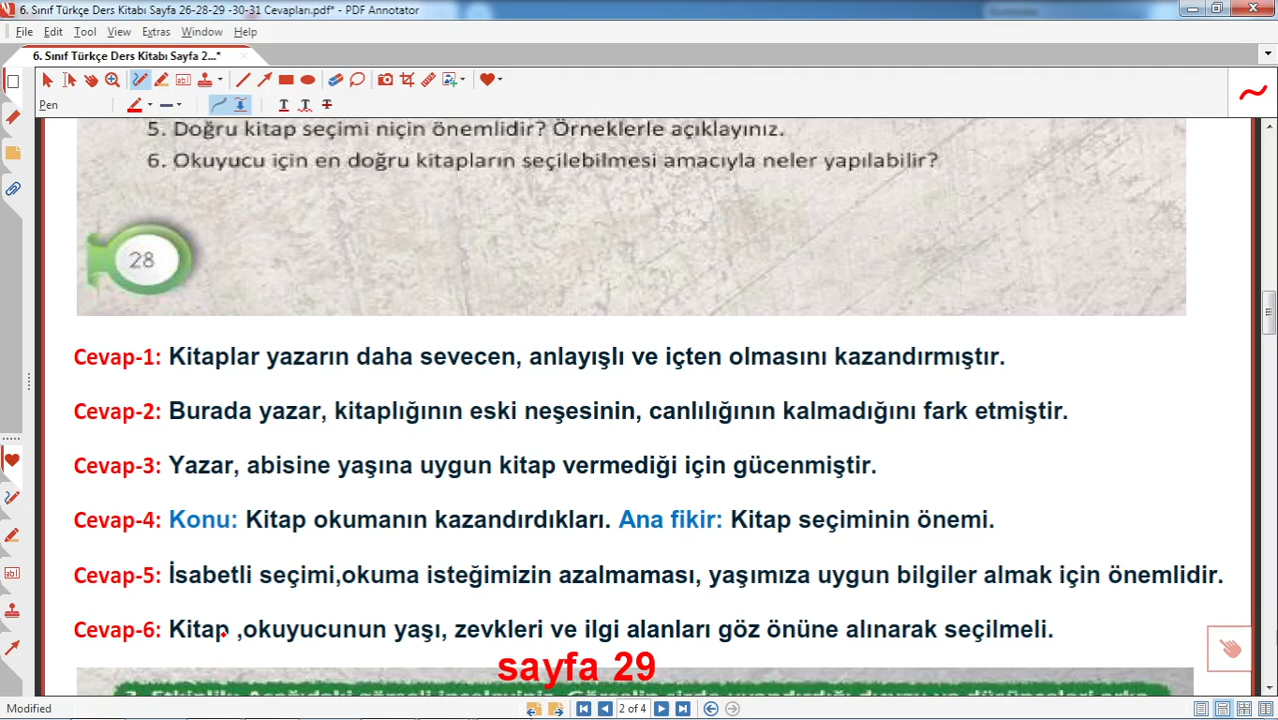 6. Sınıf Türkçe Ders Kitabı Sayfa 26-28-29 -30-31 Cevapları.pdf* - PDF Annotator
File Edit Tool View Extras Window Help
6. Sınıf Türkçe Ders Kitabı Sayfa 2...*
Pen
5. Doğru kitap seçimi niçin önemlidir? Örneklerle açıklayınız.
6. Okuyucu için en doğru kitapların seçilebilmesi amacıyla neler yapılabilir?
28
Cevap-1: Kitaplar yazarın daha sevecen, anlayışlı ve içten olmasını kazandırmıştır.
Cevap-2: Burada yazar, kitaplığının eski neşesinin, canlılığının kalmadığını fark etmiştir.
Cevap-3: Yazar, abisine yaşına uygun kitap vermediği için gücenmiştir.
Cevap-4: Konu: Kitap okumanın kazandırdıkları. Ana fikir: Kitap seçiminin önemi.
Cevap-5: İsabetli seçimi,okuma isteğimizin azalmaması, yaşımıza uygun bilgiler almak için önemlidir.
Cevap-6: Kitap ,okuyucunun yaşı, zevkleri ve ilgi alanları göz önüne alınarak seçilmeli.
sayfa 29
Modified
2 of 4